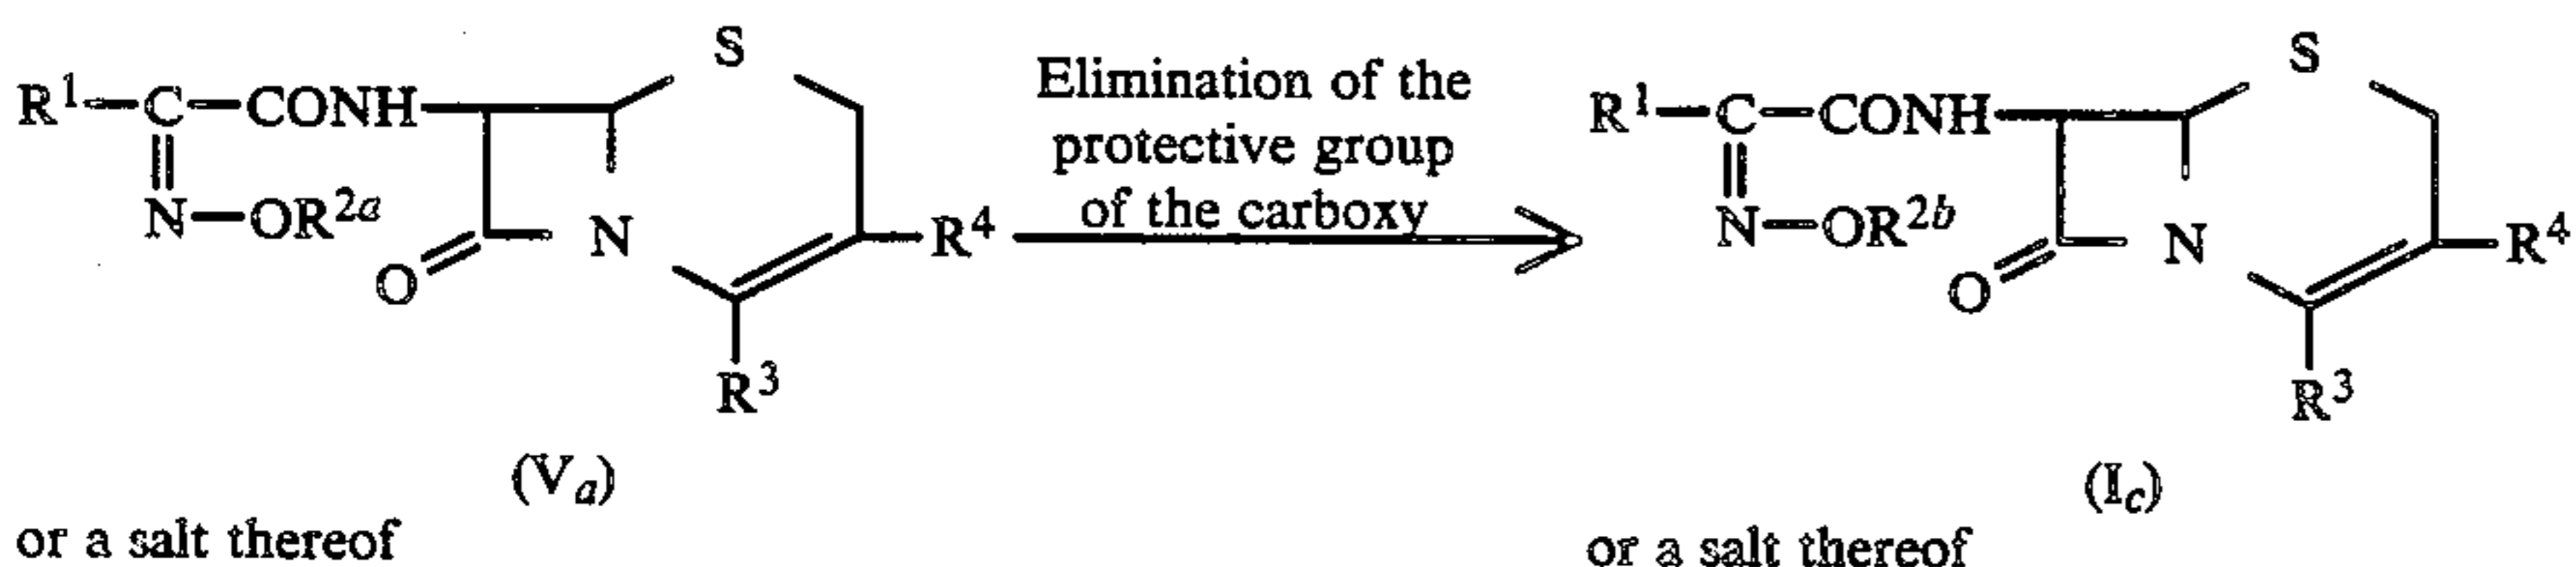 S
S
Elimination of the
protective group
of the carboxy
R¹—C—CONH
R¹—C—CONH
N—OR²ᵃ
N
R⁴
N—OR²ᵇ
N
R⁴
O
O
R³
R³
(Vₐ)
(I_c)
or a salt thereof
or a salt thereof